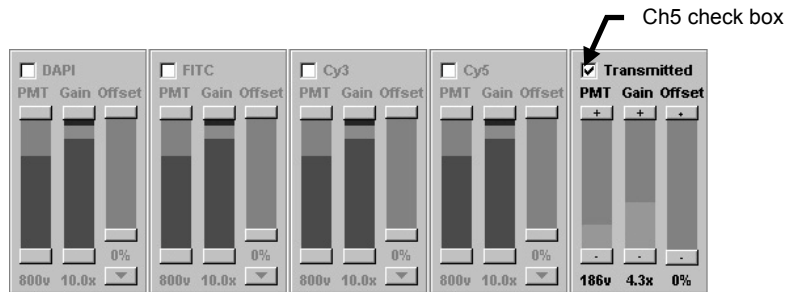 Ch5 check box
DAPI
PMT Gain Offset
0%
800v 10.0x
FITC
PMT Gain Offset
0%
800v 10.0x
Cy3
PMT Gain Offset
0%
800v 10.0x
Cy5
PMT Gain Offset
0%
800v 10.0x
Transmitted
PMT Gain Offset
+ + +
- - -
186v 4.3x 0%